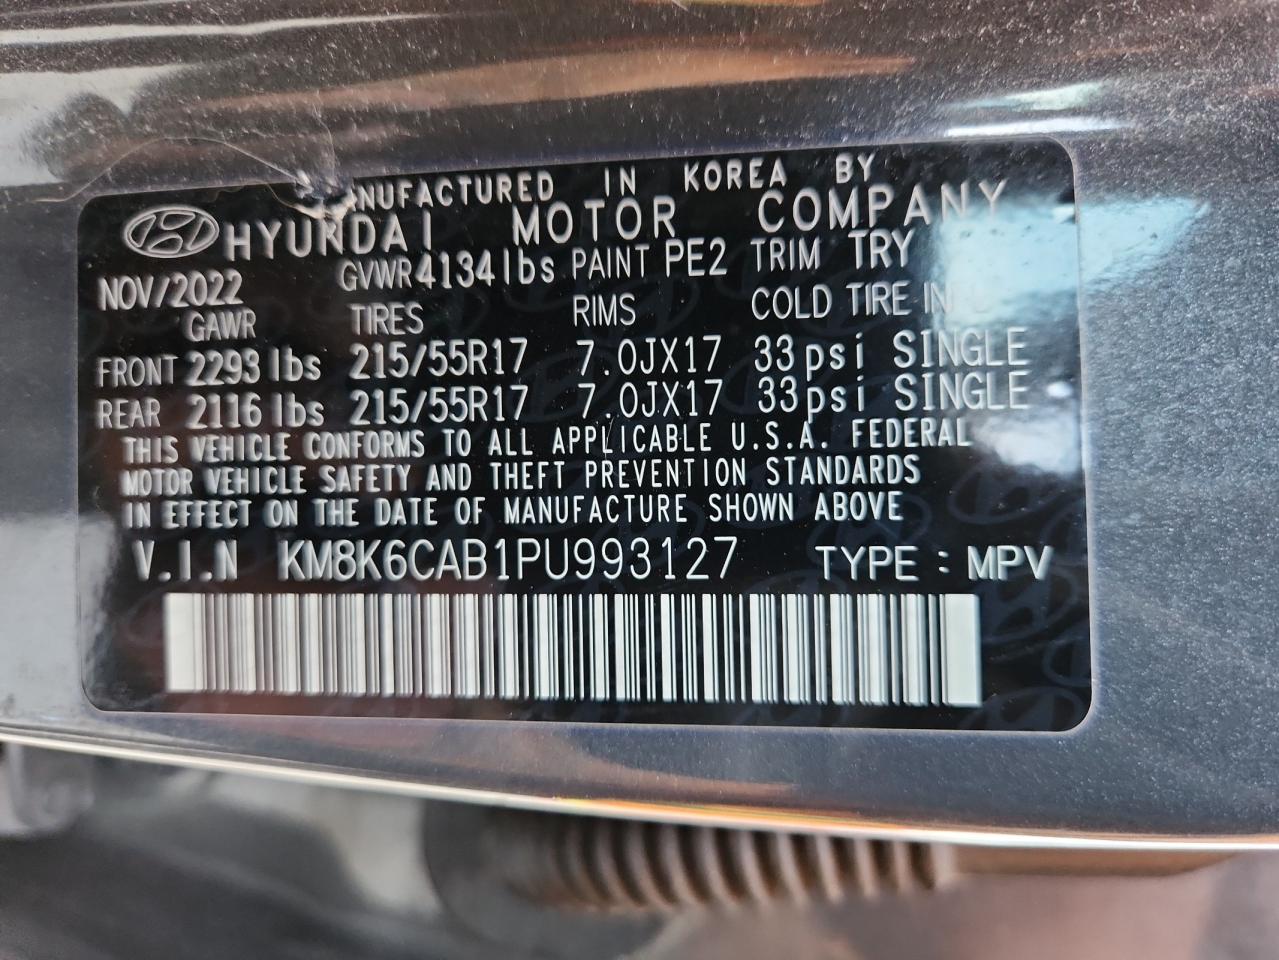 MANUFACTURED IN KOREA BY
HYUNDAI MOTOR COMPANY
NOV/2022 GVWR 4134lbs PAINT PE2 TRIM TRY
GAWR TIRES RIMS COLD TIRE
FRONT 2293 lbs 215/55R17 7.0JX17 33psi SINGLE
REAR 2116 lbs 215/55R17 7.0JX17 33psi SINGLE
THIS VEHICLE CONFORMS TO ALL APPLICABLE U.S.A. FEDERAL
MOTOR VEHICLE SAFETY AND THEFT PREVENTION STANDARDS
IN EFFECT ON THE DATE OF MANUFACTURE SHOWN ABOVE
V.I.N KM8K6CAB1PU993127 TYPE : MPV